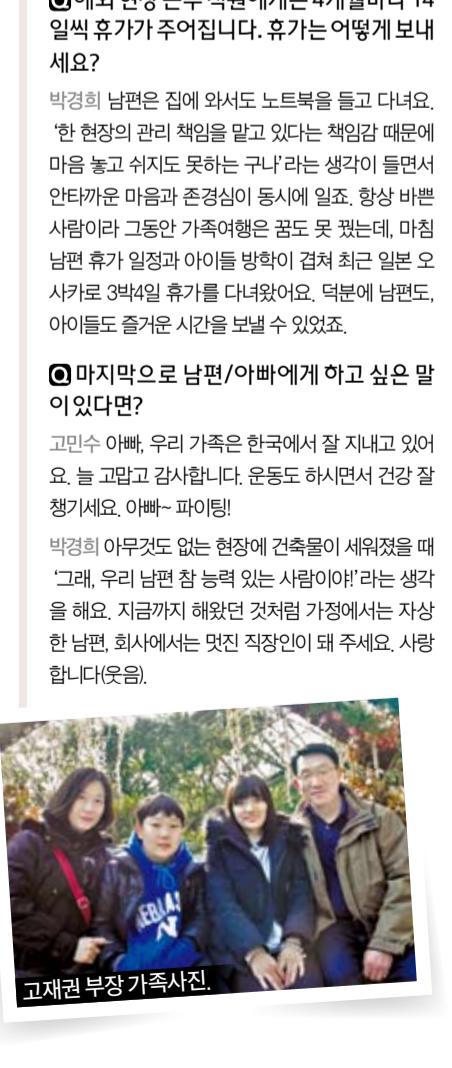 일씩 휴가가 주어집니다. 휴가는 어떻게 보내
세요?
박경희 남편은 집에 와서도 노트북을 들고 다녀요.
‘한 현장의 관리 책임을 맡고 있다는 책임감 때문에
마음 놓고 쉬지도 못하는 구나’라는 생각이 들면서
안타까운 마음과 존경심이 동시에 일죠. 항상 바쁜
사람이라 그동안 가족여행은 꿈도 못 꿨는데, 마침
남편 휴가 일정과 아이들 방학이 겹쳐 최근 일본 오
사카로 3박4일 휴가를 다녀왔어요. 덕분에 남편도,
아이들도 즐거운 시간을 보낼 수 있었죠.
Q 마지막으로 남편/아빠에게 하고 싶은 말
이 있다면?
고민수 아빠, 우리 가족은 한국에서 잘 지내고 있어
요. 늘 고맙고 감사합니다. 운동도 하시면서 건강 잘
챙기세요. 아빠~ 파이팅!
박경희 아무것도 없는 현장에 건축물이 세워졌을 때
‘그래, 우리 남편 참 능력 있는 사람이야!’라는 생각
을 해요. 지금까지 해왔던 것처럼 가정에서는 자상
한 남편, 회사에서는 멋진 직장인이 돼 주세요. 사랑
합니다(웃음).
N
고재권 부장 가족사진.